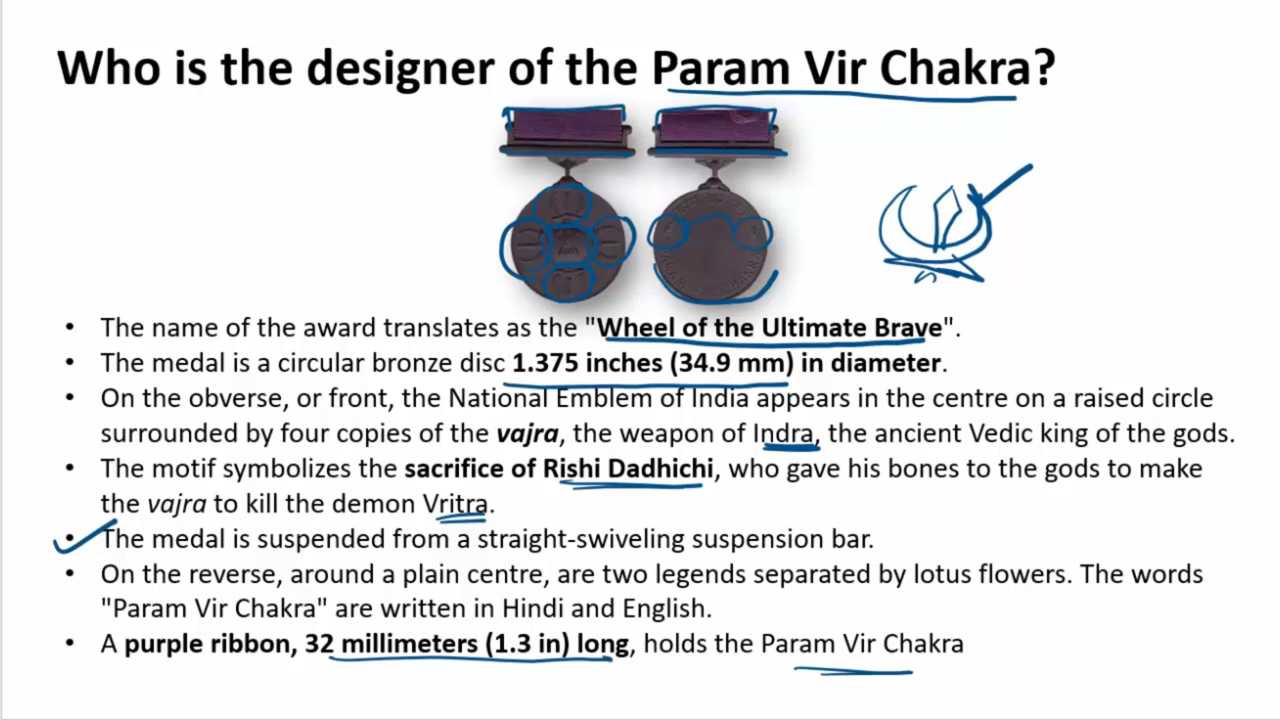 Who is the designer of the Param Vir Chakra?
• The name of the award translates as the "Wheel of the Ultimate Brave".
• The medal is a circular bronze disc 1.375 inches (34.9 mm) in diameter.
• On the obverse, or front, the National Emblem of India appears in the centre on a raised circle
surrounded by four copies of the vajra, the weapon of Indra, the ancient Vedic king of the gods.
• The motif symbolizes the sacrifice of Rishi Dadhichi, who gave his bones to the gods to make
the vajra to kill the demon Vritra.
• The medal is suspended from a straight-swiveling suspension bar.
• On the reverse, around a plain centre, are two legends separated by lotus flowers. The words
"Param Vir Chakra" are written in Hindi and English.
• A purple ribbon, 32 millimeters (1.3 in) long, holds the Param Vir Chakra